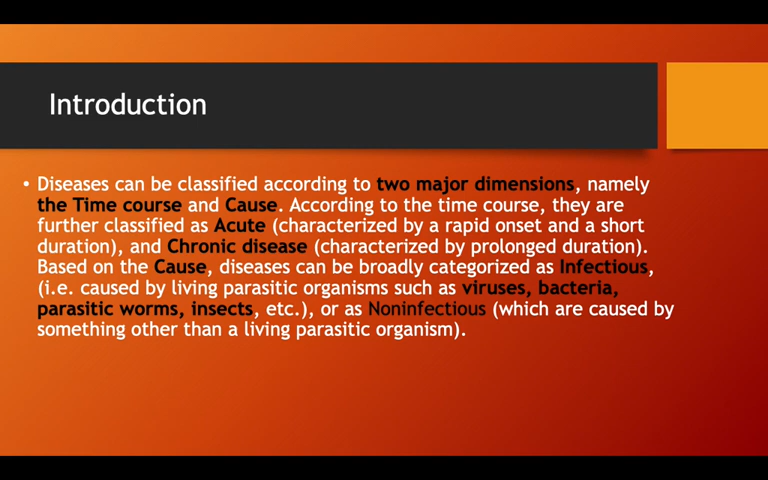 Introduction
• Diseases can be classified according to two major dimensions, namely
the Time course and Cause. According to the time course, they are
further classified as Acute (characterized by a rapid onset and a short
duration), and Chronic disease (characterized by prolonged duration).
Based on the Cause, diseases can be broadly categorized as Infectious,
(i.e. caused by living parasitic organisms such as viruses, bacteria,
parasitic worms, insects, etc.), or as Noninfectious (which are caused by
something other than a living parasitic organism).